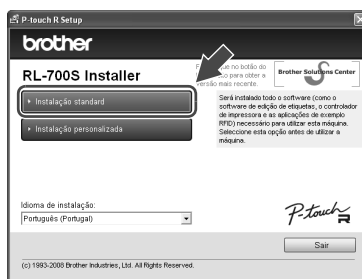 P-touch R Setup
brother
RL-700S Installer
que no botão do
so para obter a
versão mais recente.
Brother Solutions Center
Instalação standard
Será instalado todo o software (como o
software de edição de etiquetas, o controlador
de impressora e as aplicações de exemplo
RFID) necessário para utilizar esta máquina.
Seleccione esta opção antes de utilizar a
máquina.
Instalação personalizada
Idioma de instalação:
Português (Portugal)
P-touch R
Sair
(c) 1993-2008 Brother Industries, Ltd. All Rights Reserved.